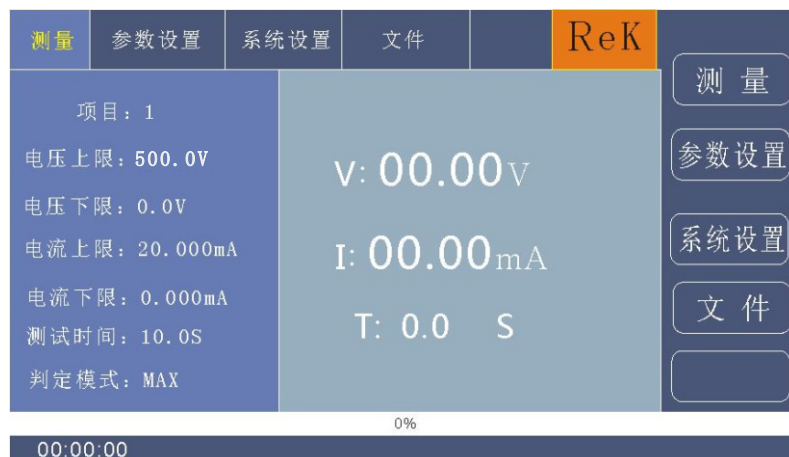 测量 参数设置 系统设置 文件 ReK
项目：1
电压上限：500.0V
电压下限：0.0V
电流上限：20.000mA
电流下限：0.000mA
测试时间：10.0S
判定模式：MAX
V: 00.00V
I: 00.00mA
T: 0.0 S
测 量
参数设置
系统设置
文 件
0%
00:00:00